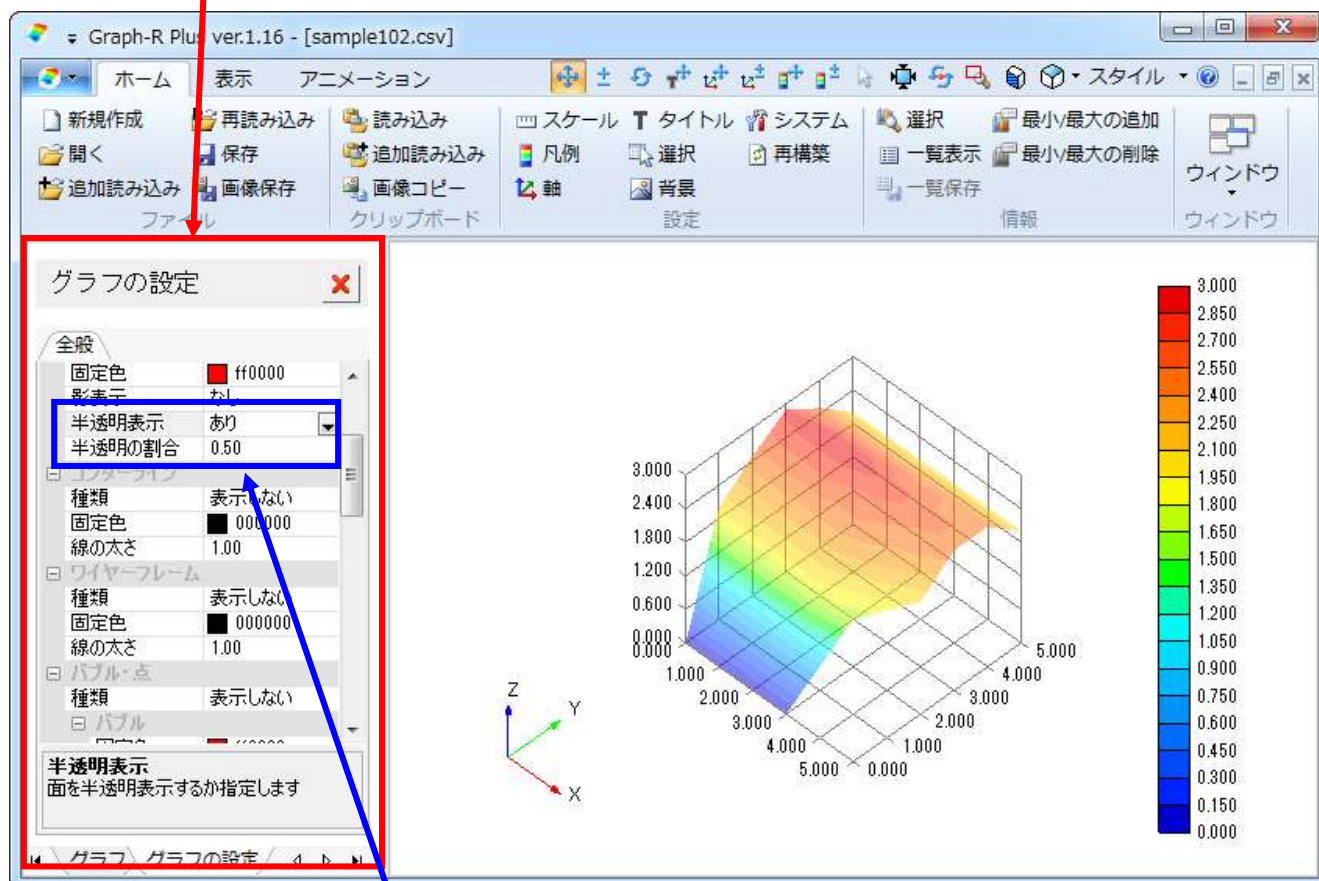 Graph-R Plus ver.1.16 - [sample102.csv]
ホーム 表示 アニメーション スタイル
新規作成 再読み込み 読み込み スケール タイトル システム 選択 最小/最大の追加
開く 保存 追加読み込み 凡例 選択 再構築 一覧表示 最小/最大の削除
追加読み込み 画像保存 画像コピー 軸 背景 一覧保存 ウィンドウ
ファイル クリップボード 設定 情報 ウィンドウ
グラフの設定
全般
固定色 ff0000
影表示 なし
半透明表示 あり
半透明の割合 0.50
コンターライン
種類 表示しない
固定色 000000
線の太さ 1.00
ワイヤーフレーム
種類 表示しない
固定色 000000
線の太さ 1.00
バブル・点
種類 表示しない
バブル
半透明表示
面を半透明表示するか指定します
グラフ グラフの設定
3.000
2.400
1.800
1.200
0.600
0.000
0.000
1.000
2.000
3.000
4.000
5.000
0.000
1.000
2.000
3.000
4.000
5.000
Z
Y
X
3.000
2.850
2.700
2.550
2.400
2.250
2.100
1.950
1.800
1.650
1.500
1.350
1.200
1.050
0.900
0.750
0.600
0.450
0.300
0.150
0.000